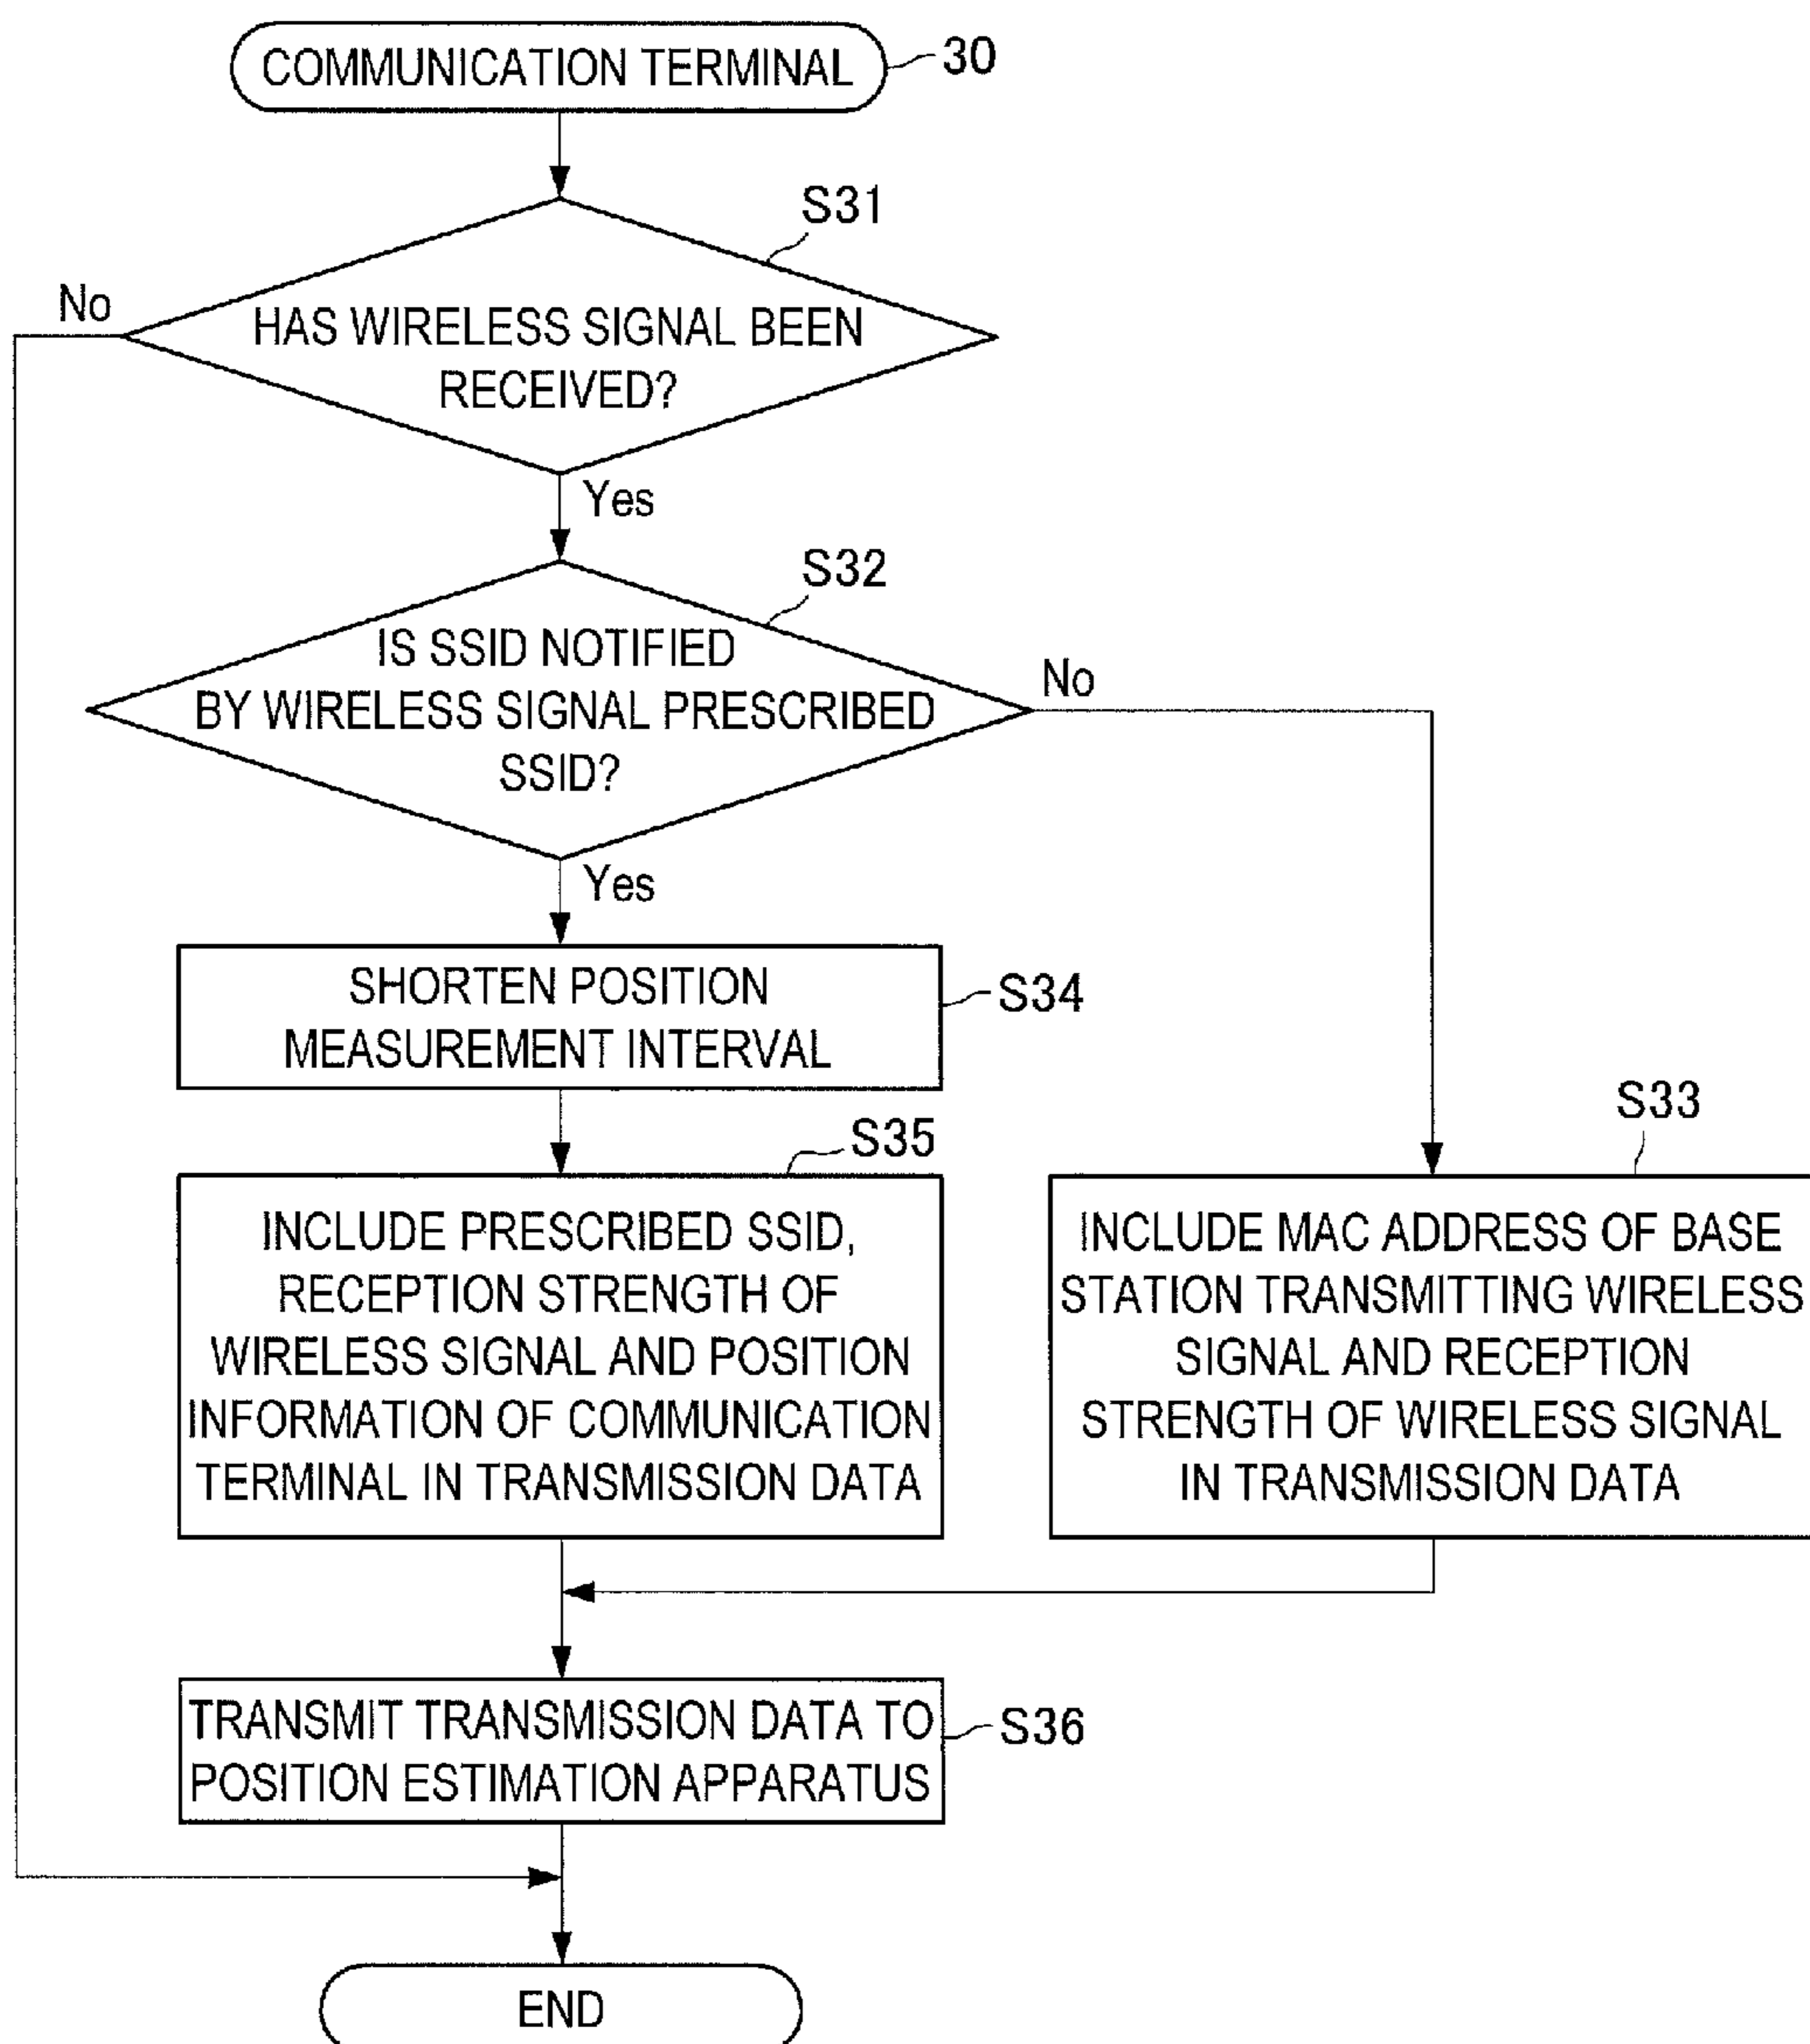 COMMUNICATION TERMINAL
30
S31
No
HAS WIRELESS SIGNAL BEEN
RECEIVED?
Yes
S32
IS SSID NOTIFIED
BY WIRELESS SIGNAL PRESCRIBED
SSID?
No
Yes
SHORTEN POSITION
MEASUREMENT INTERVAL
S34
S35
INCLUDE PRESCRIBED SSID,
RECEPTION STRENGTH OF
WIRELESS SIGNAL AND POSITION
INFORMATION OF COMMUNICATION
TERMINAL IN TRANSMISSION DATA
S33
INCLUDE MAC ADDRESS OF BASE
STATION TRANSMITTING WIRELESS
SIGNAL AND RECEPTION
STRENGTH OF WIRELESS SIGNAL
IN TRANSMISSION DATA
TRANSMIT TRANSMISSION DATA TO
POSITION ESTIMATION APPARATUS
S36
END